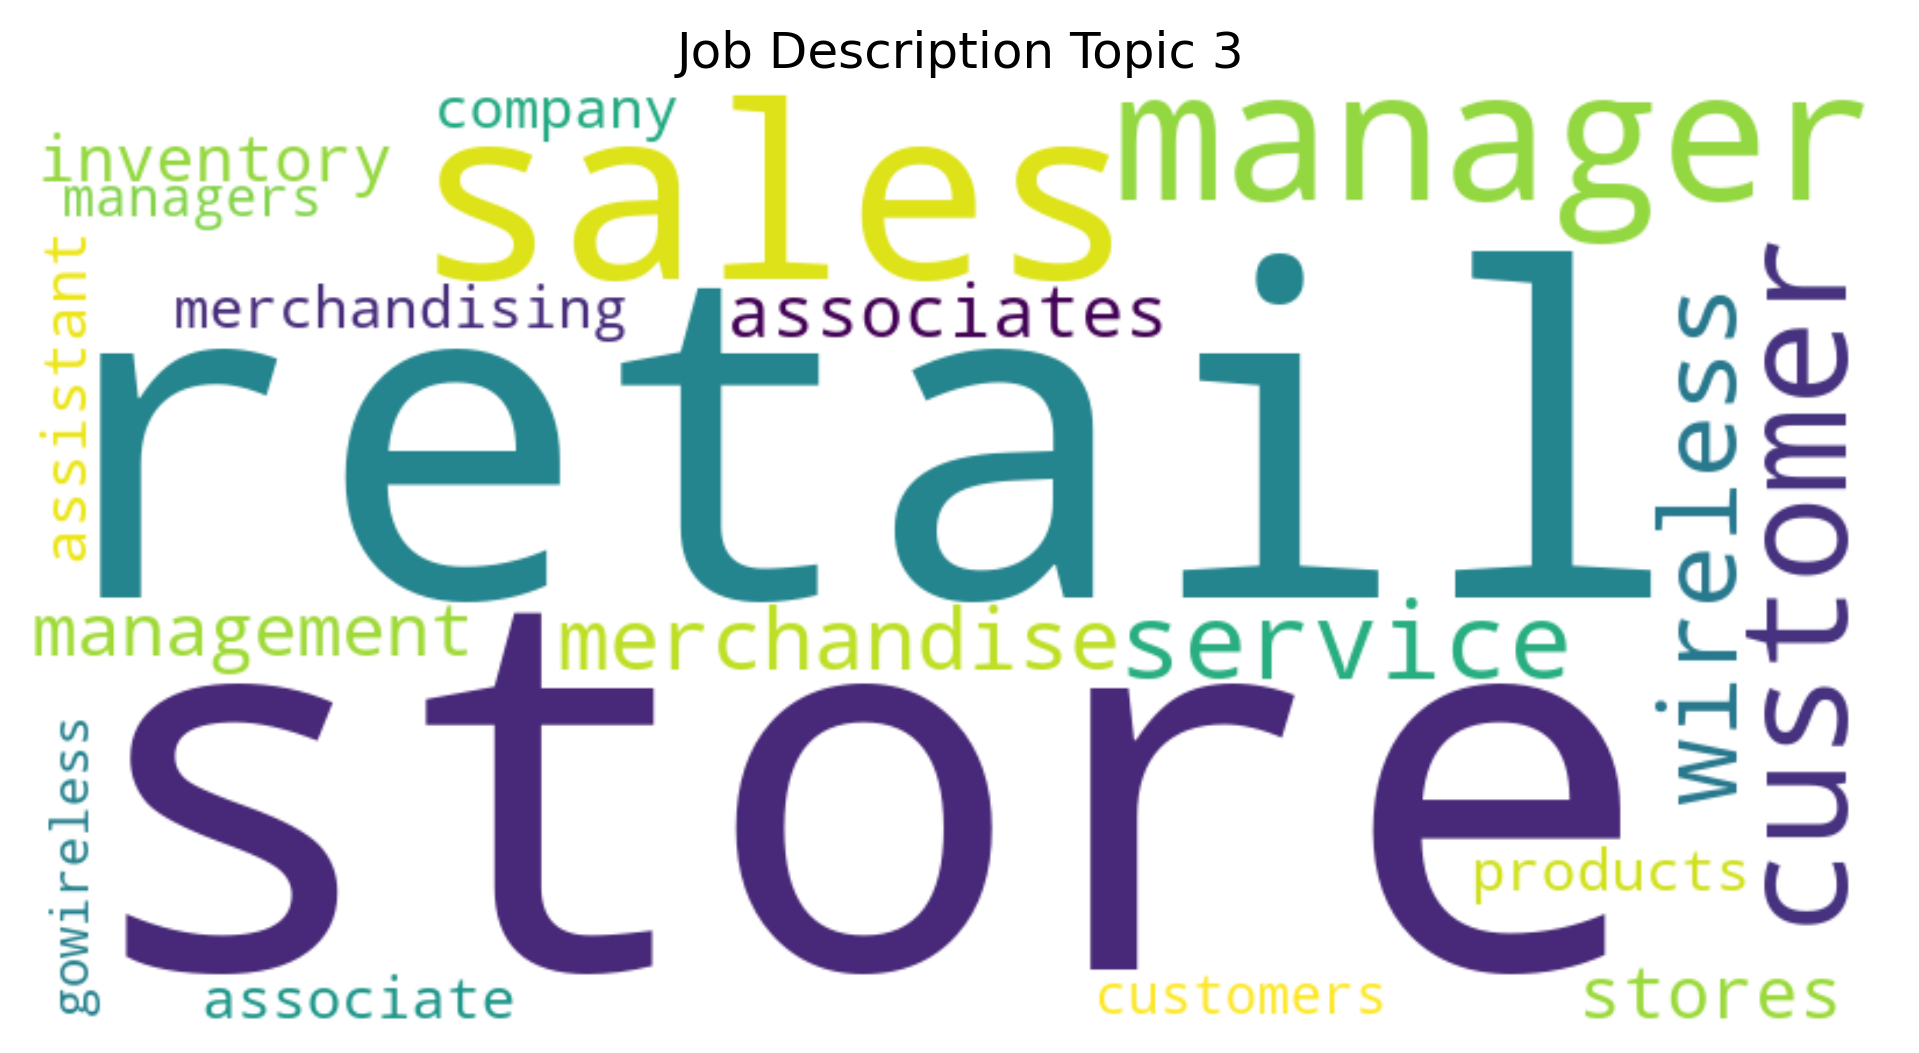 Job Description Topic 3
company
sales
manager
inventory
managers
assistant
merchandising
associates
retail
wireless
customer
management
merchandise
service
store
gowireless
products
associate
customers
stores